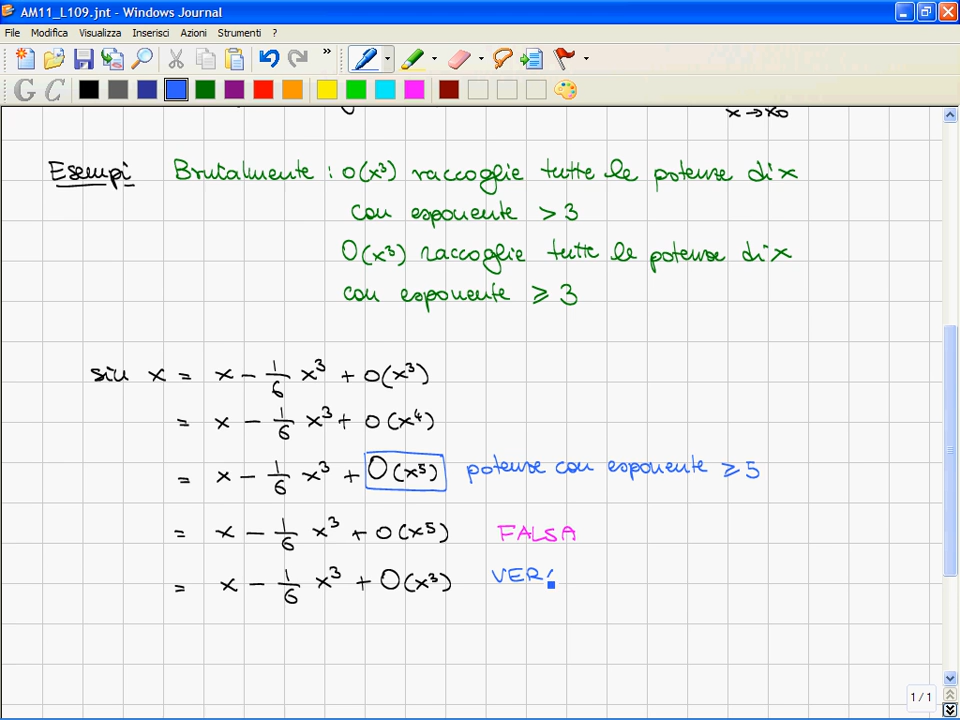 AM11_L109.jnt - Windows Journal
File Modifica Visualizza Inserisci Azioni Strumenti ?
G C
x → x0
Esempi Brutalmente : o(x³) raccoglie tutte le potenze di x
con esponente > 3
O(x³) raccoglie tutte le potenze di x
con esponente ≥ 3
sin x = x - 1/6 x³ + o(x³)
= x - 1/6 x³ + o(x⁴)
= x - 1/6 x³ + O(x⁵) potenze con esponente ≥ 5
= x - 1/6 x³ + o(x⁵) FALSA
= x - 1/6 x³ + O(x³) VER
1 / 1